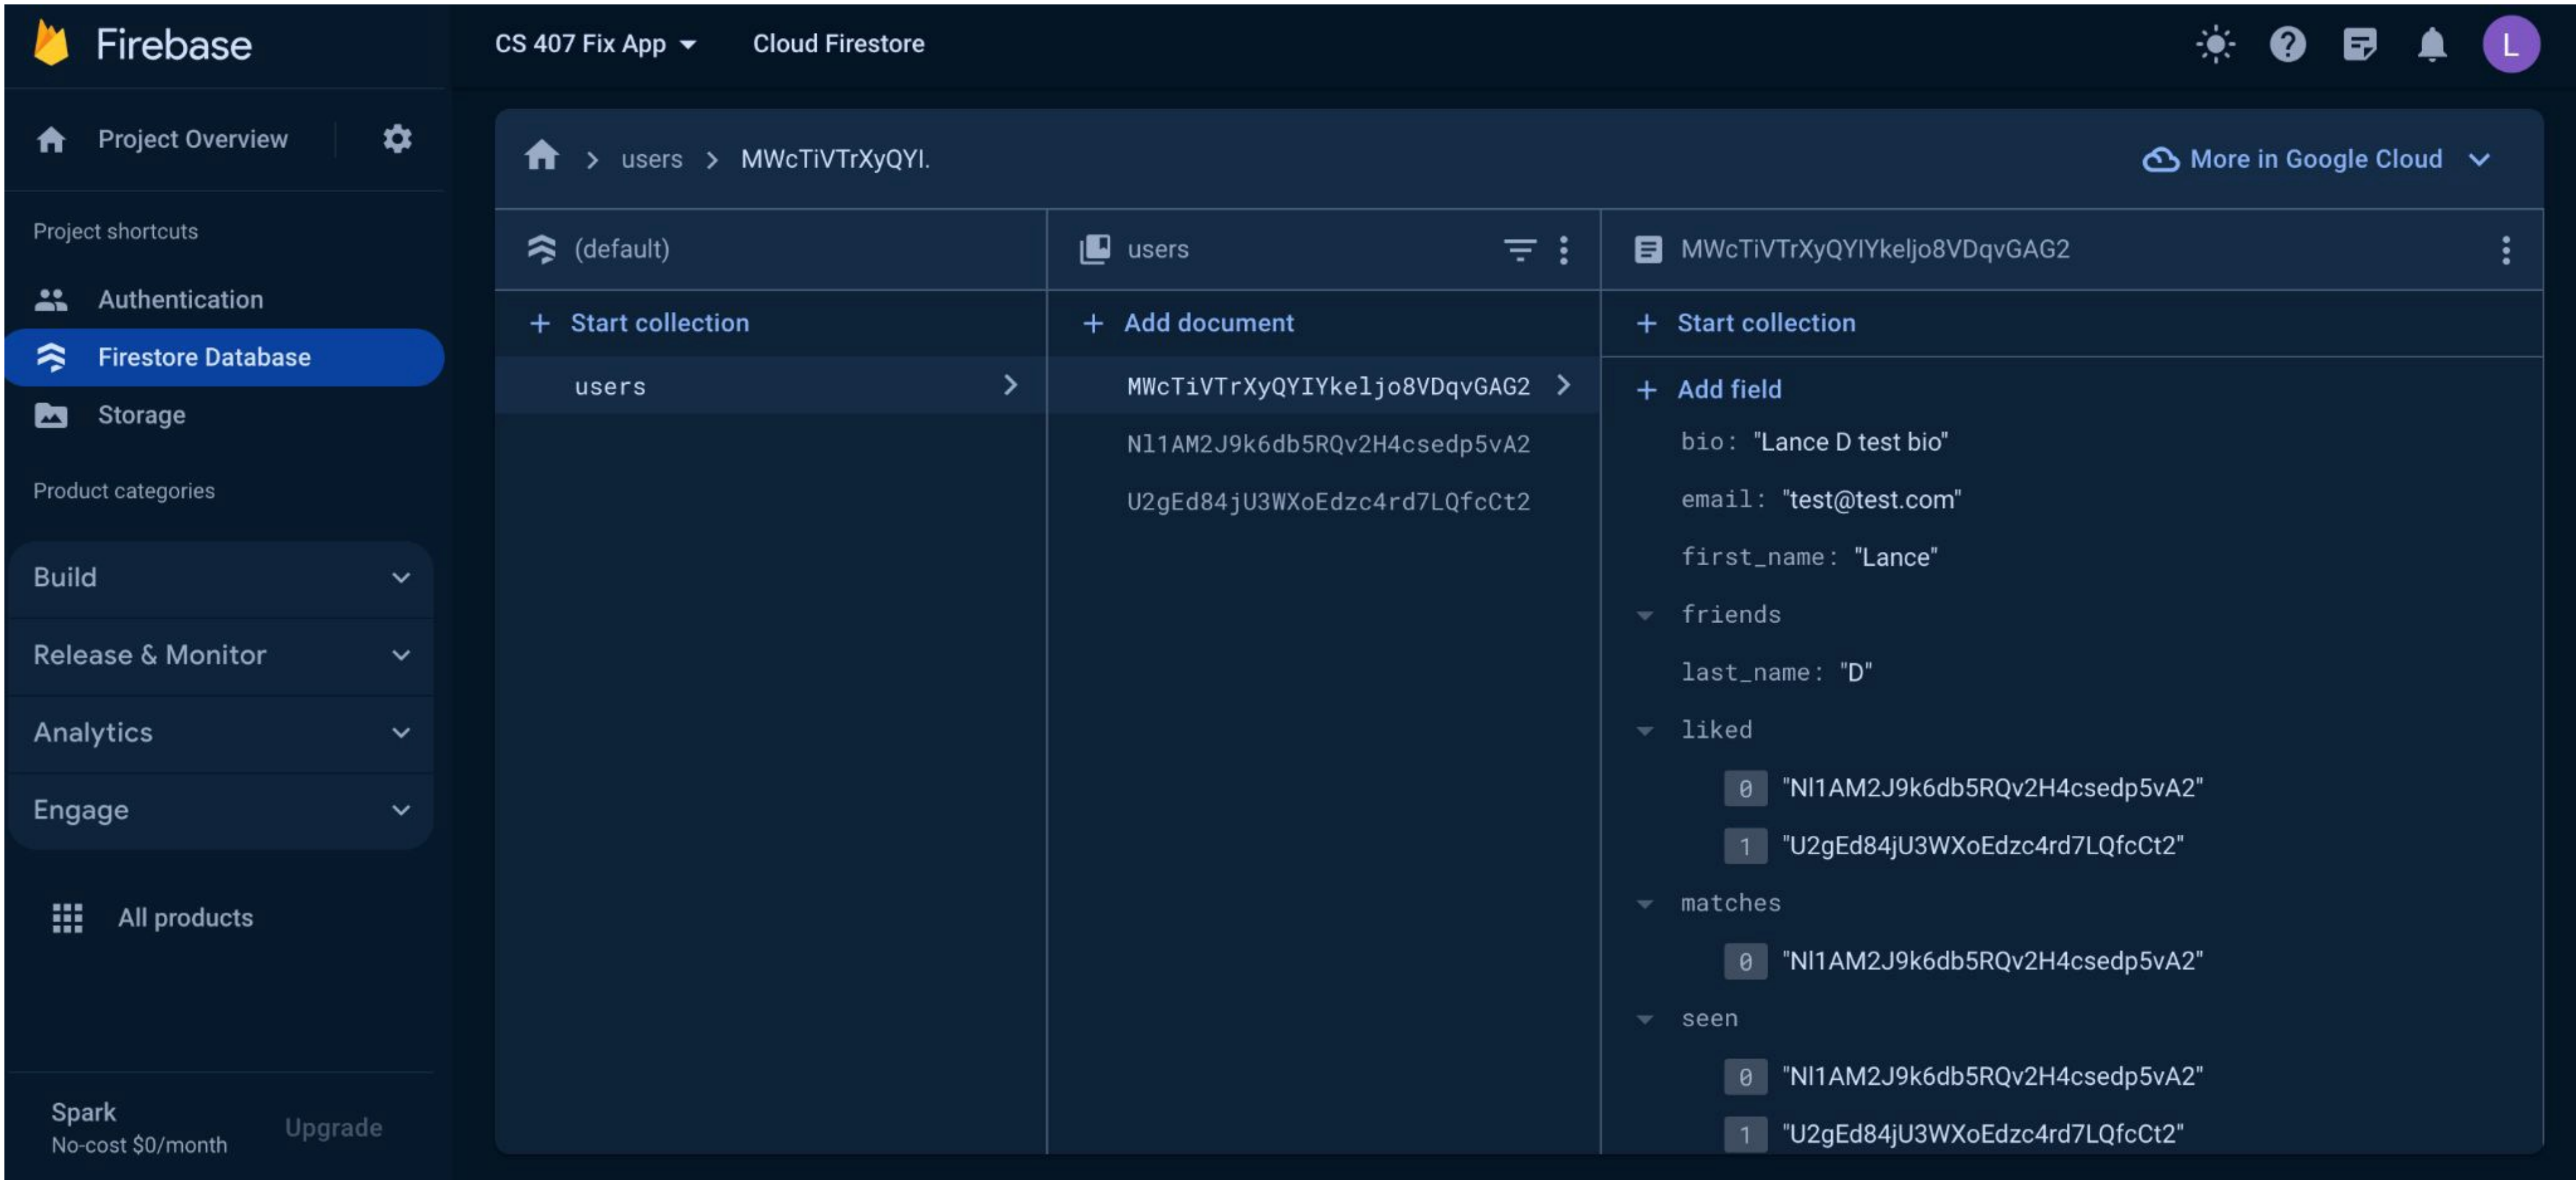 Firebase
CS 407 Fix App
Cloud Firestore
L
Project Overview
Project shortcuts
Authentication
Firestore Database
Storage
Product categories
Build
Release & Monitor
Analytics
Engage
All products
Spark
No-cost $0/month
Upgrade
users
MWcTiVTrXyQYI.
More in Google Cloud
(default)
+ Start collection
users
users
+ Add document
MWcTiVTrXyQYIYkeljo8VDqvGAG2
Nl1AM2J9k6db5RQv2H4csedp5vA2
U2gEd84jU3WXoEdzc4rd7LQfcCt2
MWcTiVTrXyQYIYkeljo8VDqvGAG2
+ Start collection
+ Add field
bio: "Lance D test bio"
email: "test@test.com"
first_name: "Lance"
friends
last_name: "D"
liked
0 "Nl1AM2J9k6db5RQv2H4csedp5vA2"
1 "U2gEd84jU3WXoEdzc4rd7LQfcCt2"
matches
0 "Nl1AM2J9k6db5RQv2H4csedp5vA2"
seen
0 "Nl1AM2J9k6db5RQv2H4csedp5vA2"
1 "U2gEd84jU3WXoEdzc4rd7LQfcCt2"